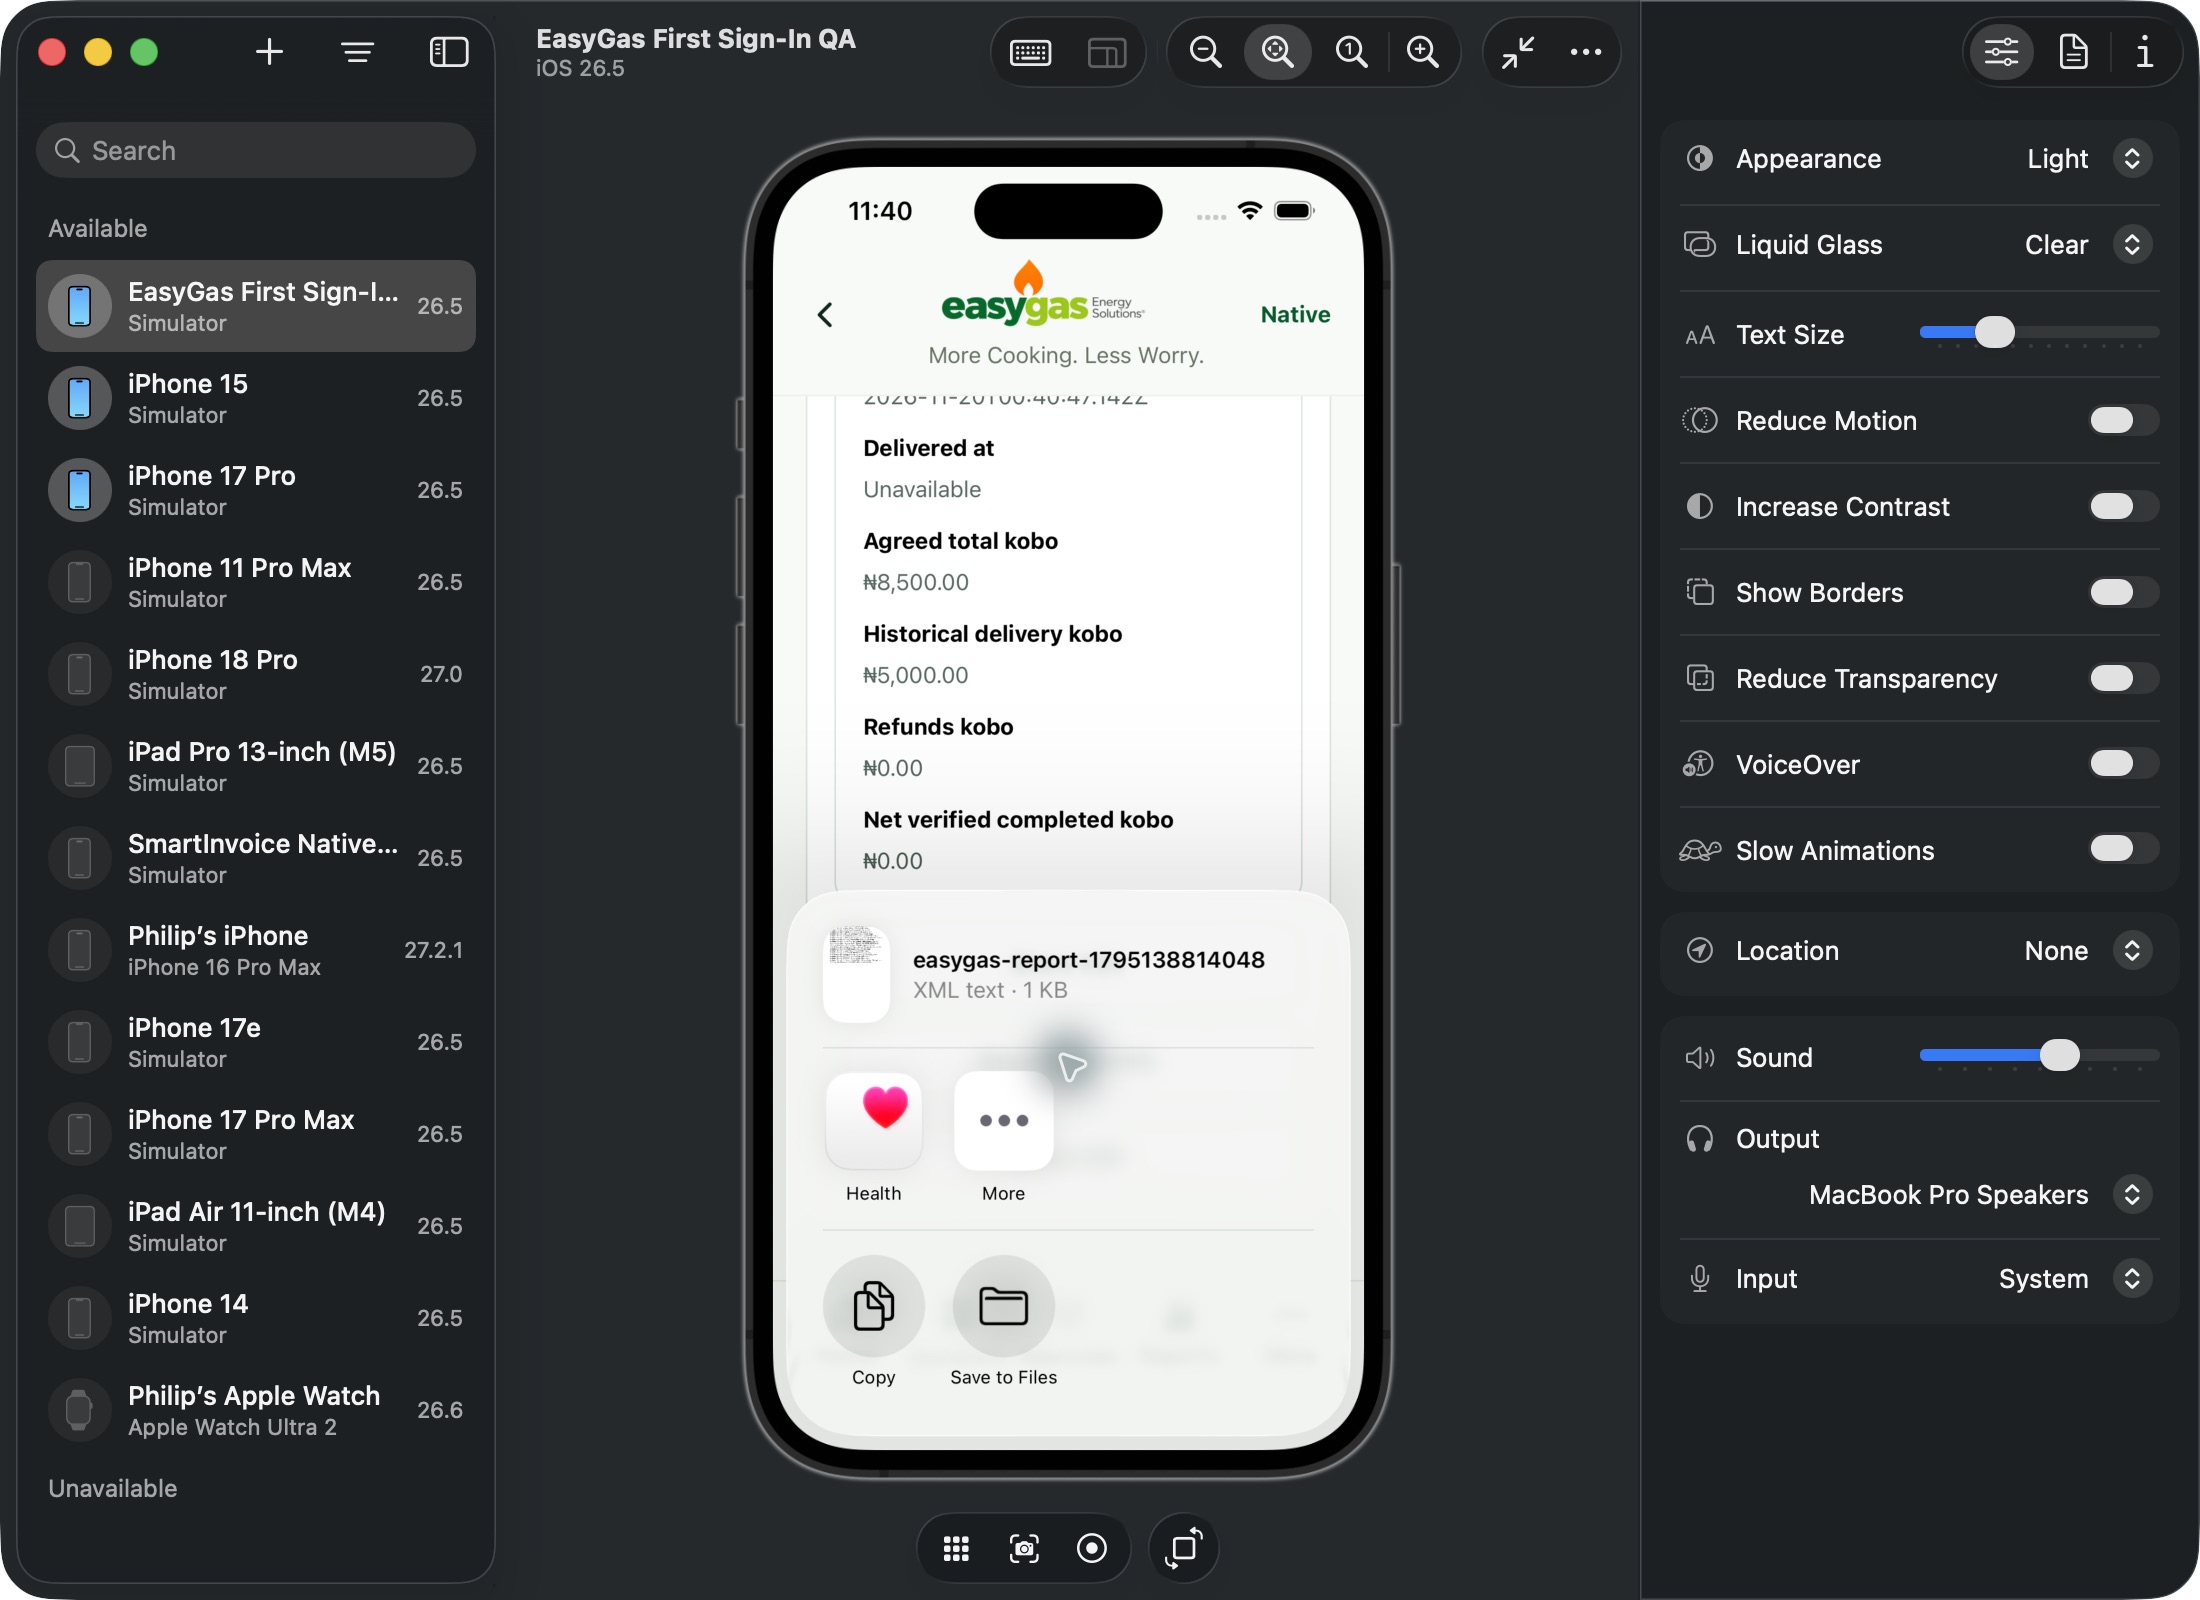 Search
Available
EasyGas First Sign-I...
Simulator
26.5
iPhone 15
Simulator
26.5
iPhone 17 Pro
Simulator
26.5
iPhone 11 Pro Max
Simulator
26.5
iPhone 18 Pro
Simulator
27.0
iPad Pro 13-inch (M5)
Simulator
26.5
SmartInvoice Native...
Simulator
26.5
Philip’s iPhone
iPhone 16 Pro Max
27.2.1
iPhone 17e
Simulator
26.5
iPhone 17 Pro Max
Simulator
26.5
iPad Air 11-inch (M4)
Simulator
26.5
iPhone 14
Simulator
26.5
Philip’s Apple Watch
Apple Watch Ultra 2
26.6
Unavailable
EasyGas First Sign-In QA
iOS 26.5
11:40
easygas Energy Solutions
Native
More Cooking. Less Worry.
2026-11-20T00:40:47.142Z
Delivered at
Unavailable
Agreed total kobo
₦8,500.00
Historical delivery kobo
₦5,000.00
Refunds kobo
₦0.00
Net verified completed kobo
₦0.00
easygas-report-1795138814048
XML text · 1 KB
Health
More
Copy
Save to Files
Appearance
Light
Liquid Glass
Clear
Text Size
Reduce Motion
Increase Contrast
Show Borders
Reduce Transparency
VoiceOver
Slow Animations
Location
None
Sound
Output
MacBook Pro Speakers
Input
System